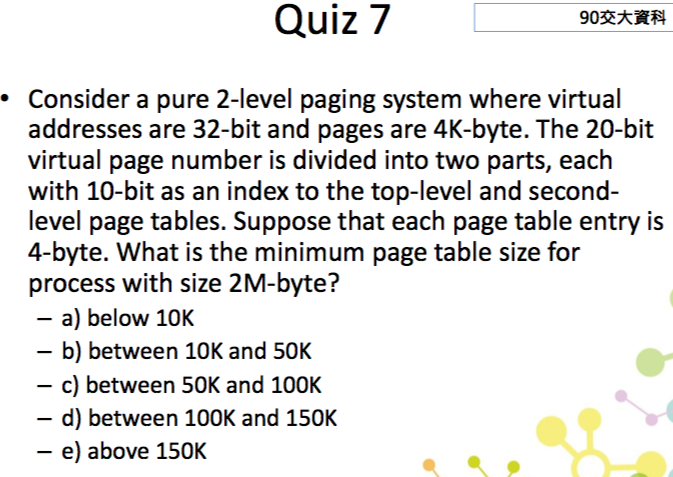 Quiz 7
90交大資科
• Consider a pure 2-level paging system where virtual
addresses are 32-bit and pages are 4K-byte. The 20-bit
virtual page number is divided into two parts, each
with 10-bit as an index to the top-level and second-
level page tables. Suppose that each page table entry is
4-byte. What is the minimum page table size for
process with size 2M-byte?
– a) below 10K
– b) between 10K and 50K
– c) between 50K and 100K
– d) between 100K and 150K
– e) above 150K